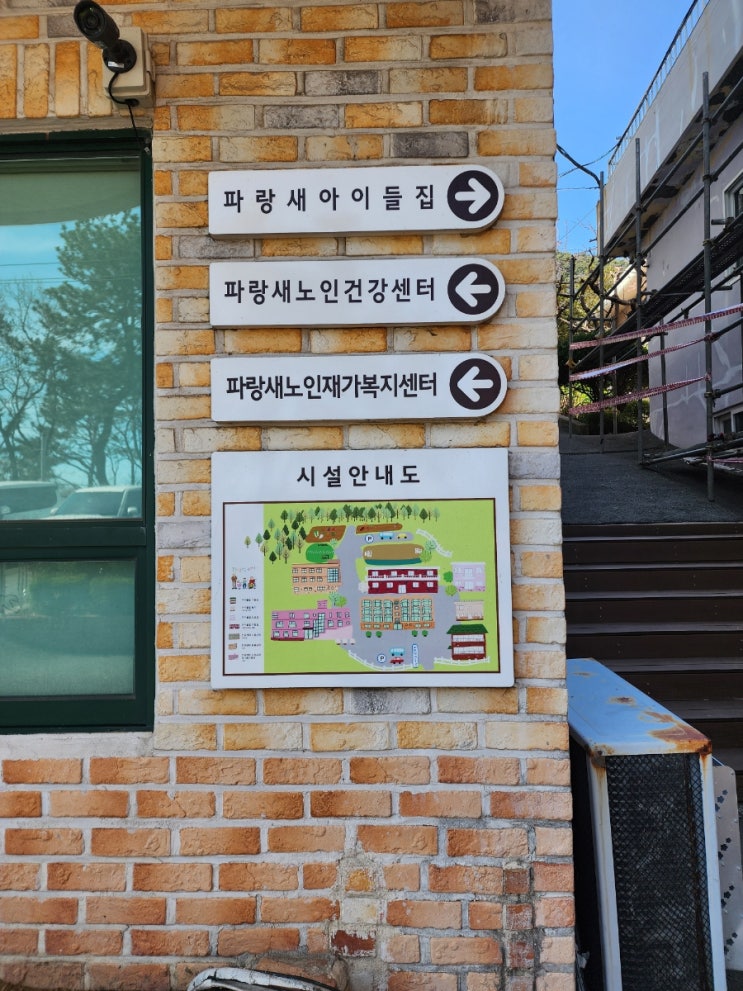 파랑새아이들집
파랑새노인건강센터
파랑새노인재가복지센터
시설안내도
P
P